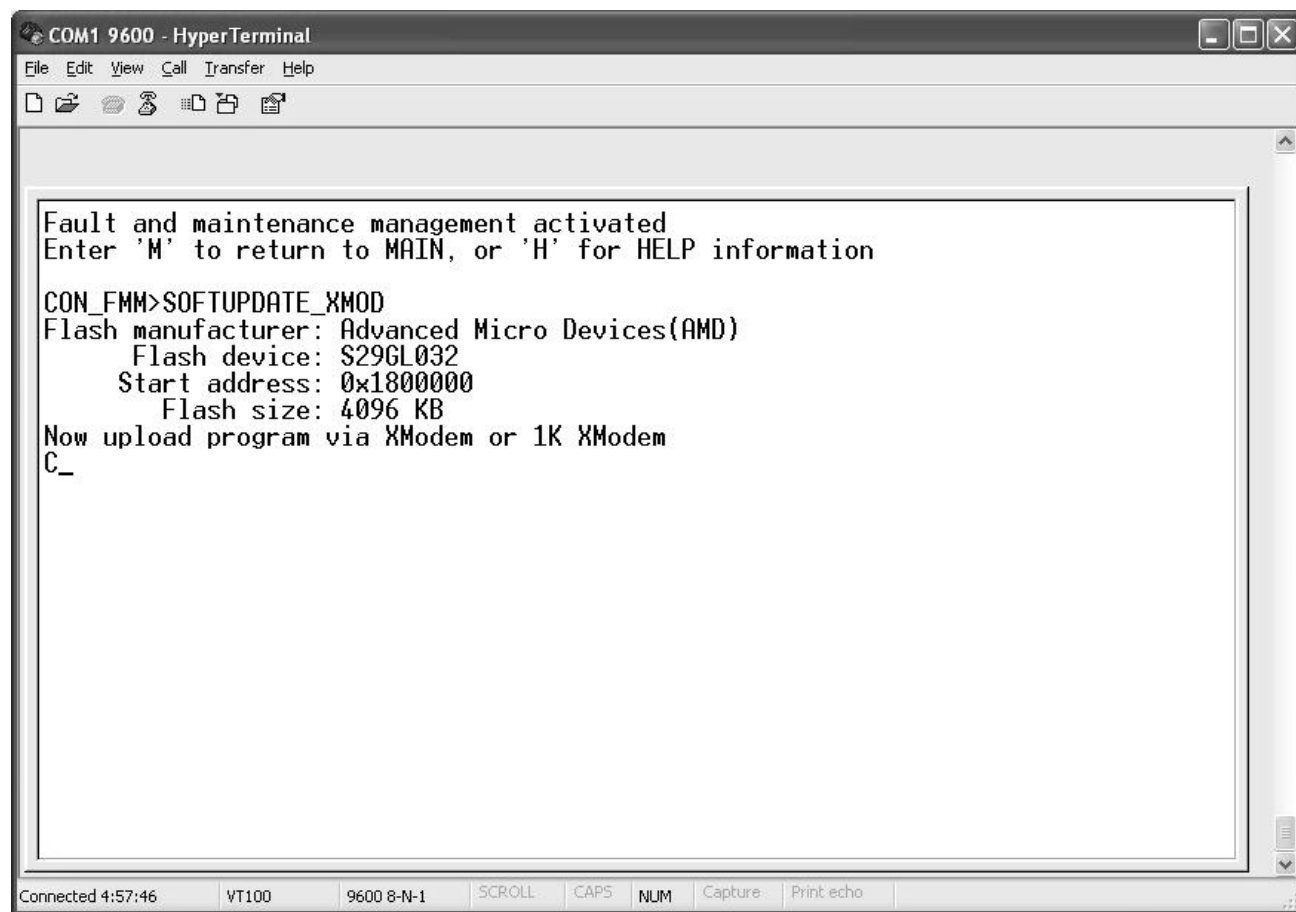 COM1 9600 - HyperTerminal
File Edit View Call Transfer Help
Fault and maintenance management activated
Enter 'M' to return to MAIN, or 'H' for HELP information
CON_FMM>SOFTUPDATE_XMOD
Flash manufacturer: Advanced Micro Devices(AMD)
Flash device: S29GL032
Start address: 0x1800000
Flash size: 4096 KB
Now upload program via XModem or 1K XModem
C_
Connected 4:57:46 VT100 9600 8-N-1 SCROLL CAPS NUM Capture Print echo